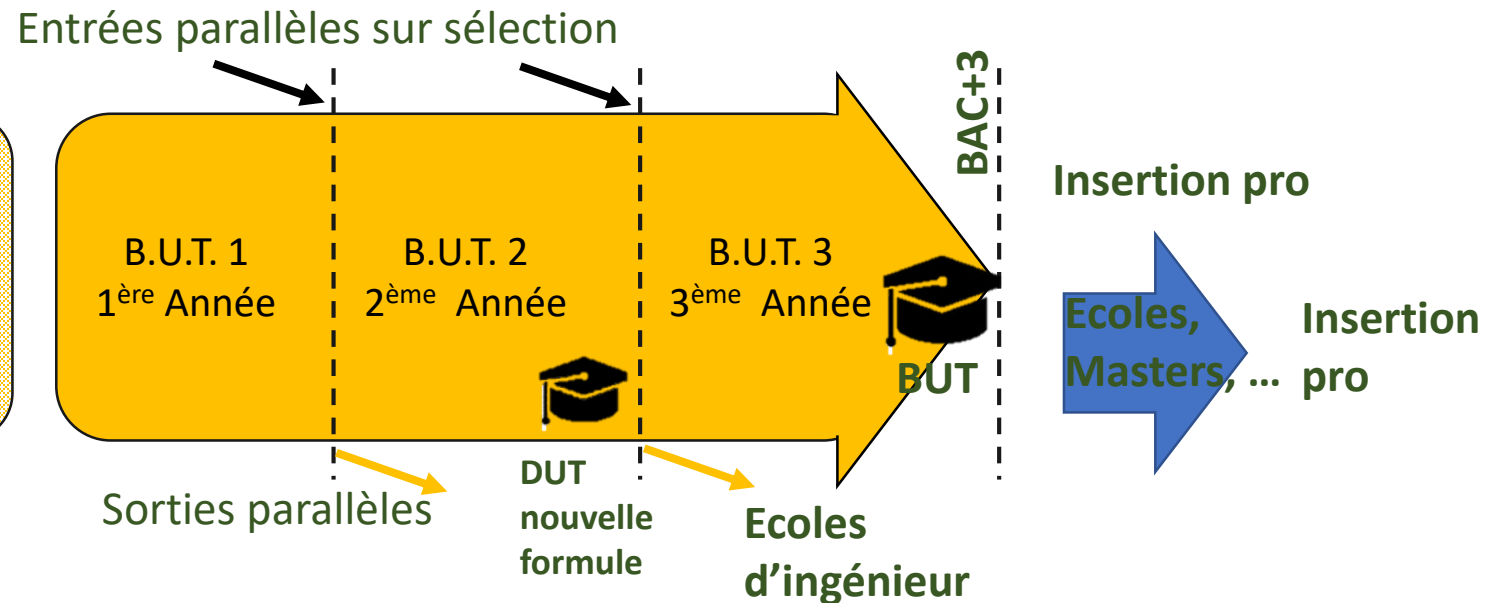 Entrées parallèles sur sélection
BAC+3
B.U.T. 1
1ère Année
B.U.T. 2
2ème Année
B.U.T. 3
3ème Année
BUT
Insertion pro
Ecoles,
Masters, …
Insertion
pro
Sorties parallèles
DUT
nouvelle
formule
Ecoles
d’ingénieur